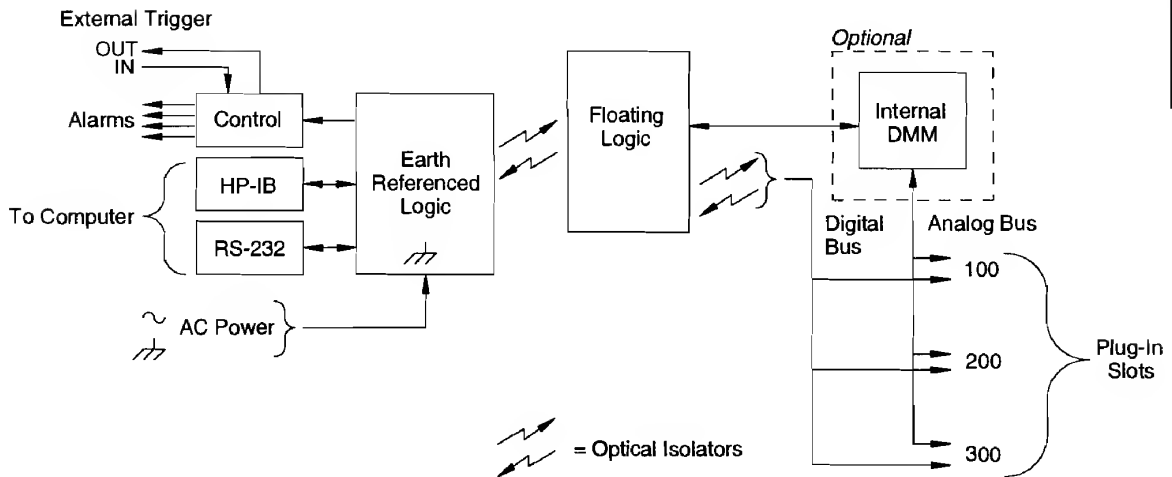 External Trigger
OUT
IN
Alarms
Control
To Computer
HP-IB
RS-232
AC Power
Earth
Referenced
Logic
Floating
Logic
Optional
Internal
DMM
Digital
Bus
Analog Bus
100
200
300
Plug-In
Slots
= Optical Isolators